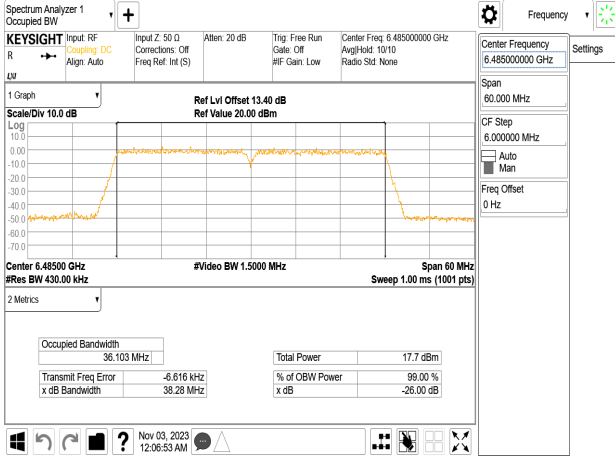 Spectrum Analyzer 1
Occupied BW
Frequency
KEYSIGHT
R
LXI
Input: RF
Coupling: DC
Align: Auto
Input Z: 50 Ω
Corrections: Off
Freq Ref: Int (S)
Atten: 20 dB
Trig: Free Run
Gate: Off
#IF Gain: Low
Center Freq: 6.485000000 GHz
Avg|Hold: 10/10
Radio Std: None
Center Frequency
6.485000000 GHz
Settings
Span
60.000 MHz
CF Step
6.000000 MHz
Auto
Man
Freq Offset
0 Hz
1 Graph
Scale/Div 10.0 dB
Ref Lvl Offset 13.40 dB
Ref Value 20.00 dBm
Log
10.0
0.00
-10.0
-20.0
-30.0
-40.0
-50.0
-60.0
-70.0
Center 6.48500 GHz
#Res BW 430.00 kHz
#Video BW 1.5000 MHz
Span 60 MHz
Sweep 1.00 ms (1001 pts)
2 Metrics
Occupied Bandwidth
36.103 MHz
Total Power 17.7 dBm
Transmit Freq Error -6.616 kHz
x dB Bandwidth 38.28 MHz
% of OBW Power 99.00 %
x dB -26.00 dB
?
Nov 03, 2023
12:06:53 AM